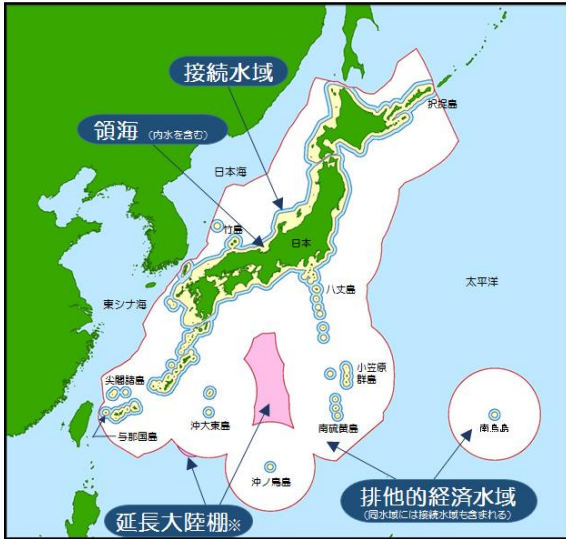 接続水域
領海 (内水を含む)
択捉島
日本海
竹島
日本
東シナ海
八丈島
太平洋
尖閣諸島
小笠原
群島
与那国島
沖大東島
南硫黄島
南鳥島
沖ノ鳥島
延長大陸棚※
排他的経済水域
(同水域には接続水域も含まれる)